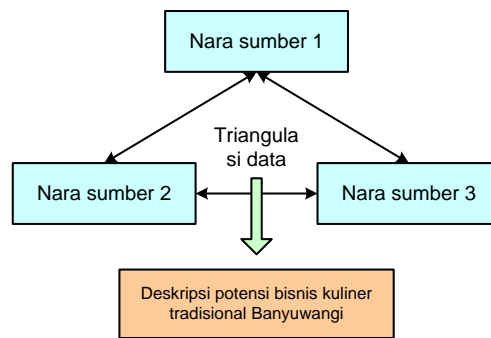 Nara sumber 1
Triangula
si data
Nara sumber 2
Nara sumber 3
Deskripsi potensi bisnis kuliner
tradisional Banyuwangi